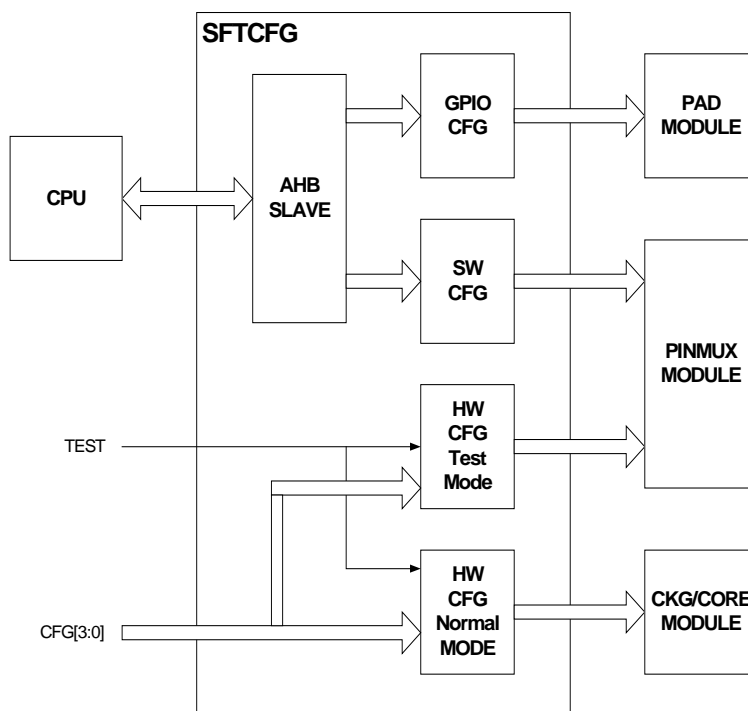 SFTCFG
GPIO
CFG
PAD
MODULE
CPU
AHB
SLAVE
SW
CFG
PINMUX
MODULE
TEST
HW
CFG
Test
Mode
CFG[3:0]
HW
CFG
Normal
MODE
CKG/CORE
MODULE